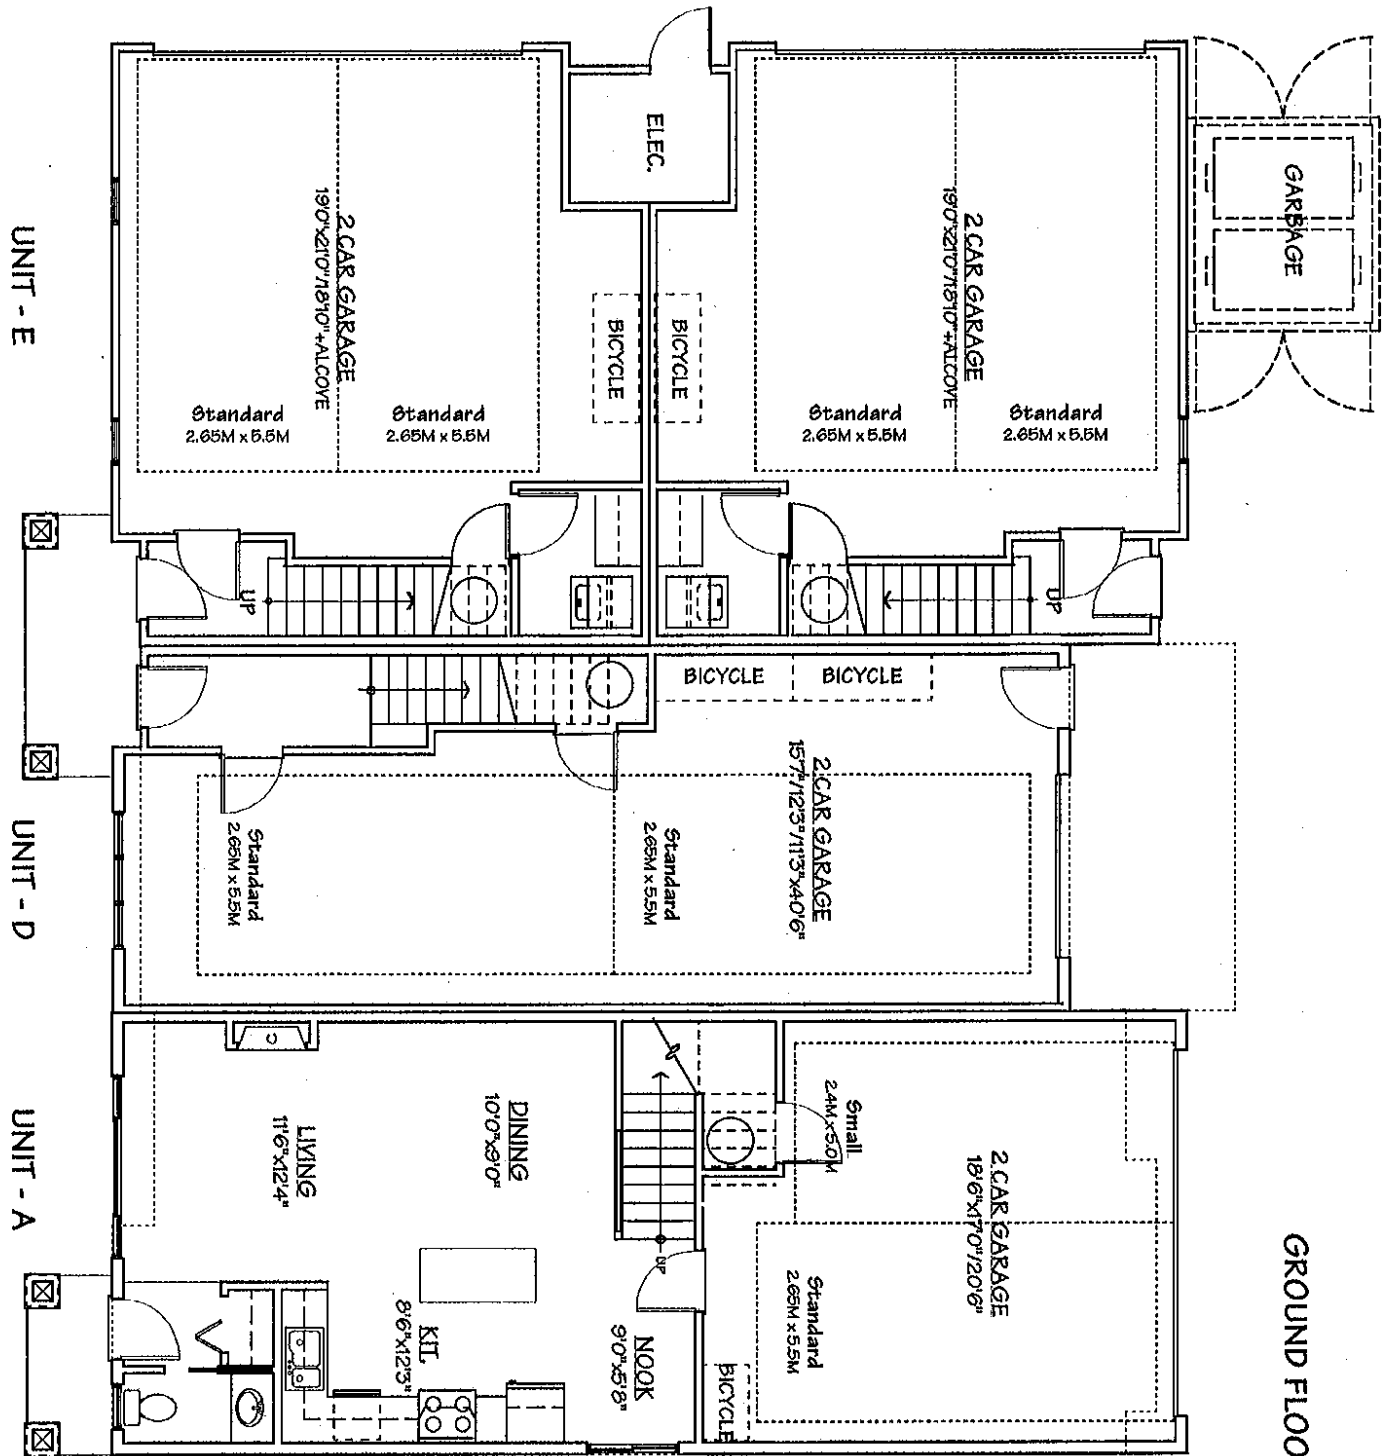 GROUND FLOO
GARBAGE
ELEC.
2 CAR GARAGE
19'0"x21'0"/18'10"+ALCOVE
Standard
2.65M x 5.5M
Standard
2.65M x 5.5M
BICYCLE
2 CAR GARAGE
19'0"x21'0"/18'10"+ALCOVE
Standard
2.65M x 5.5M
Standard
2.65M x 5.5M
BICYCLE
UP
UP
UNIT - E
BICYCLE
BICYCLE
2 CAR GARAGE
15'7"/12'3"/11'3"x40'6"
Standard
2.65M x 5.5M
Standard
2.65M x 5.5M
UNIT - D
2 CAR GARAGE
18'6"x17'0"/20'6"
Small
2.4M x 5.0M
Standard
2.65M x 5.5M
BICYCLE
UP
DINING
10'0"x9'0"
LIVING
11'6"x12'4"
NOOK
9'0"x5'8"
KIT.
8'6"x12'3"
UNIT - A